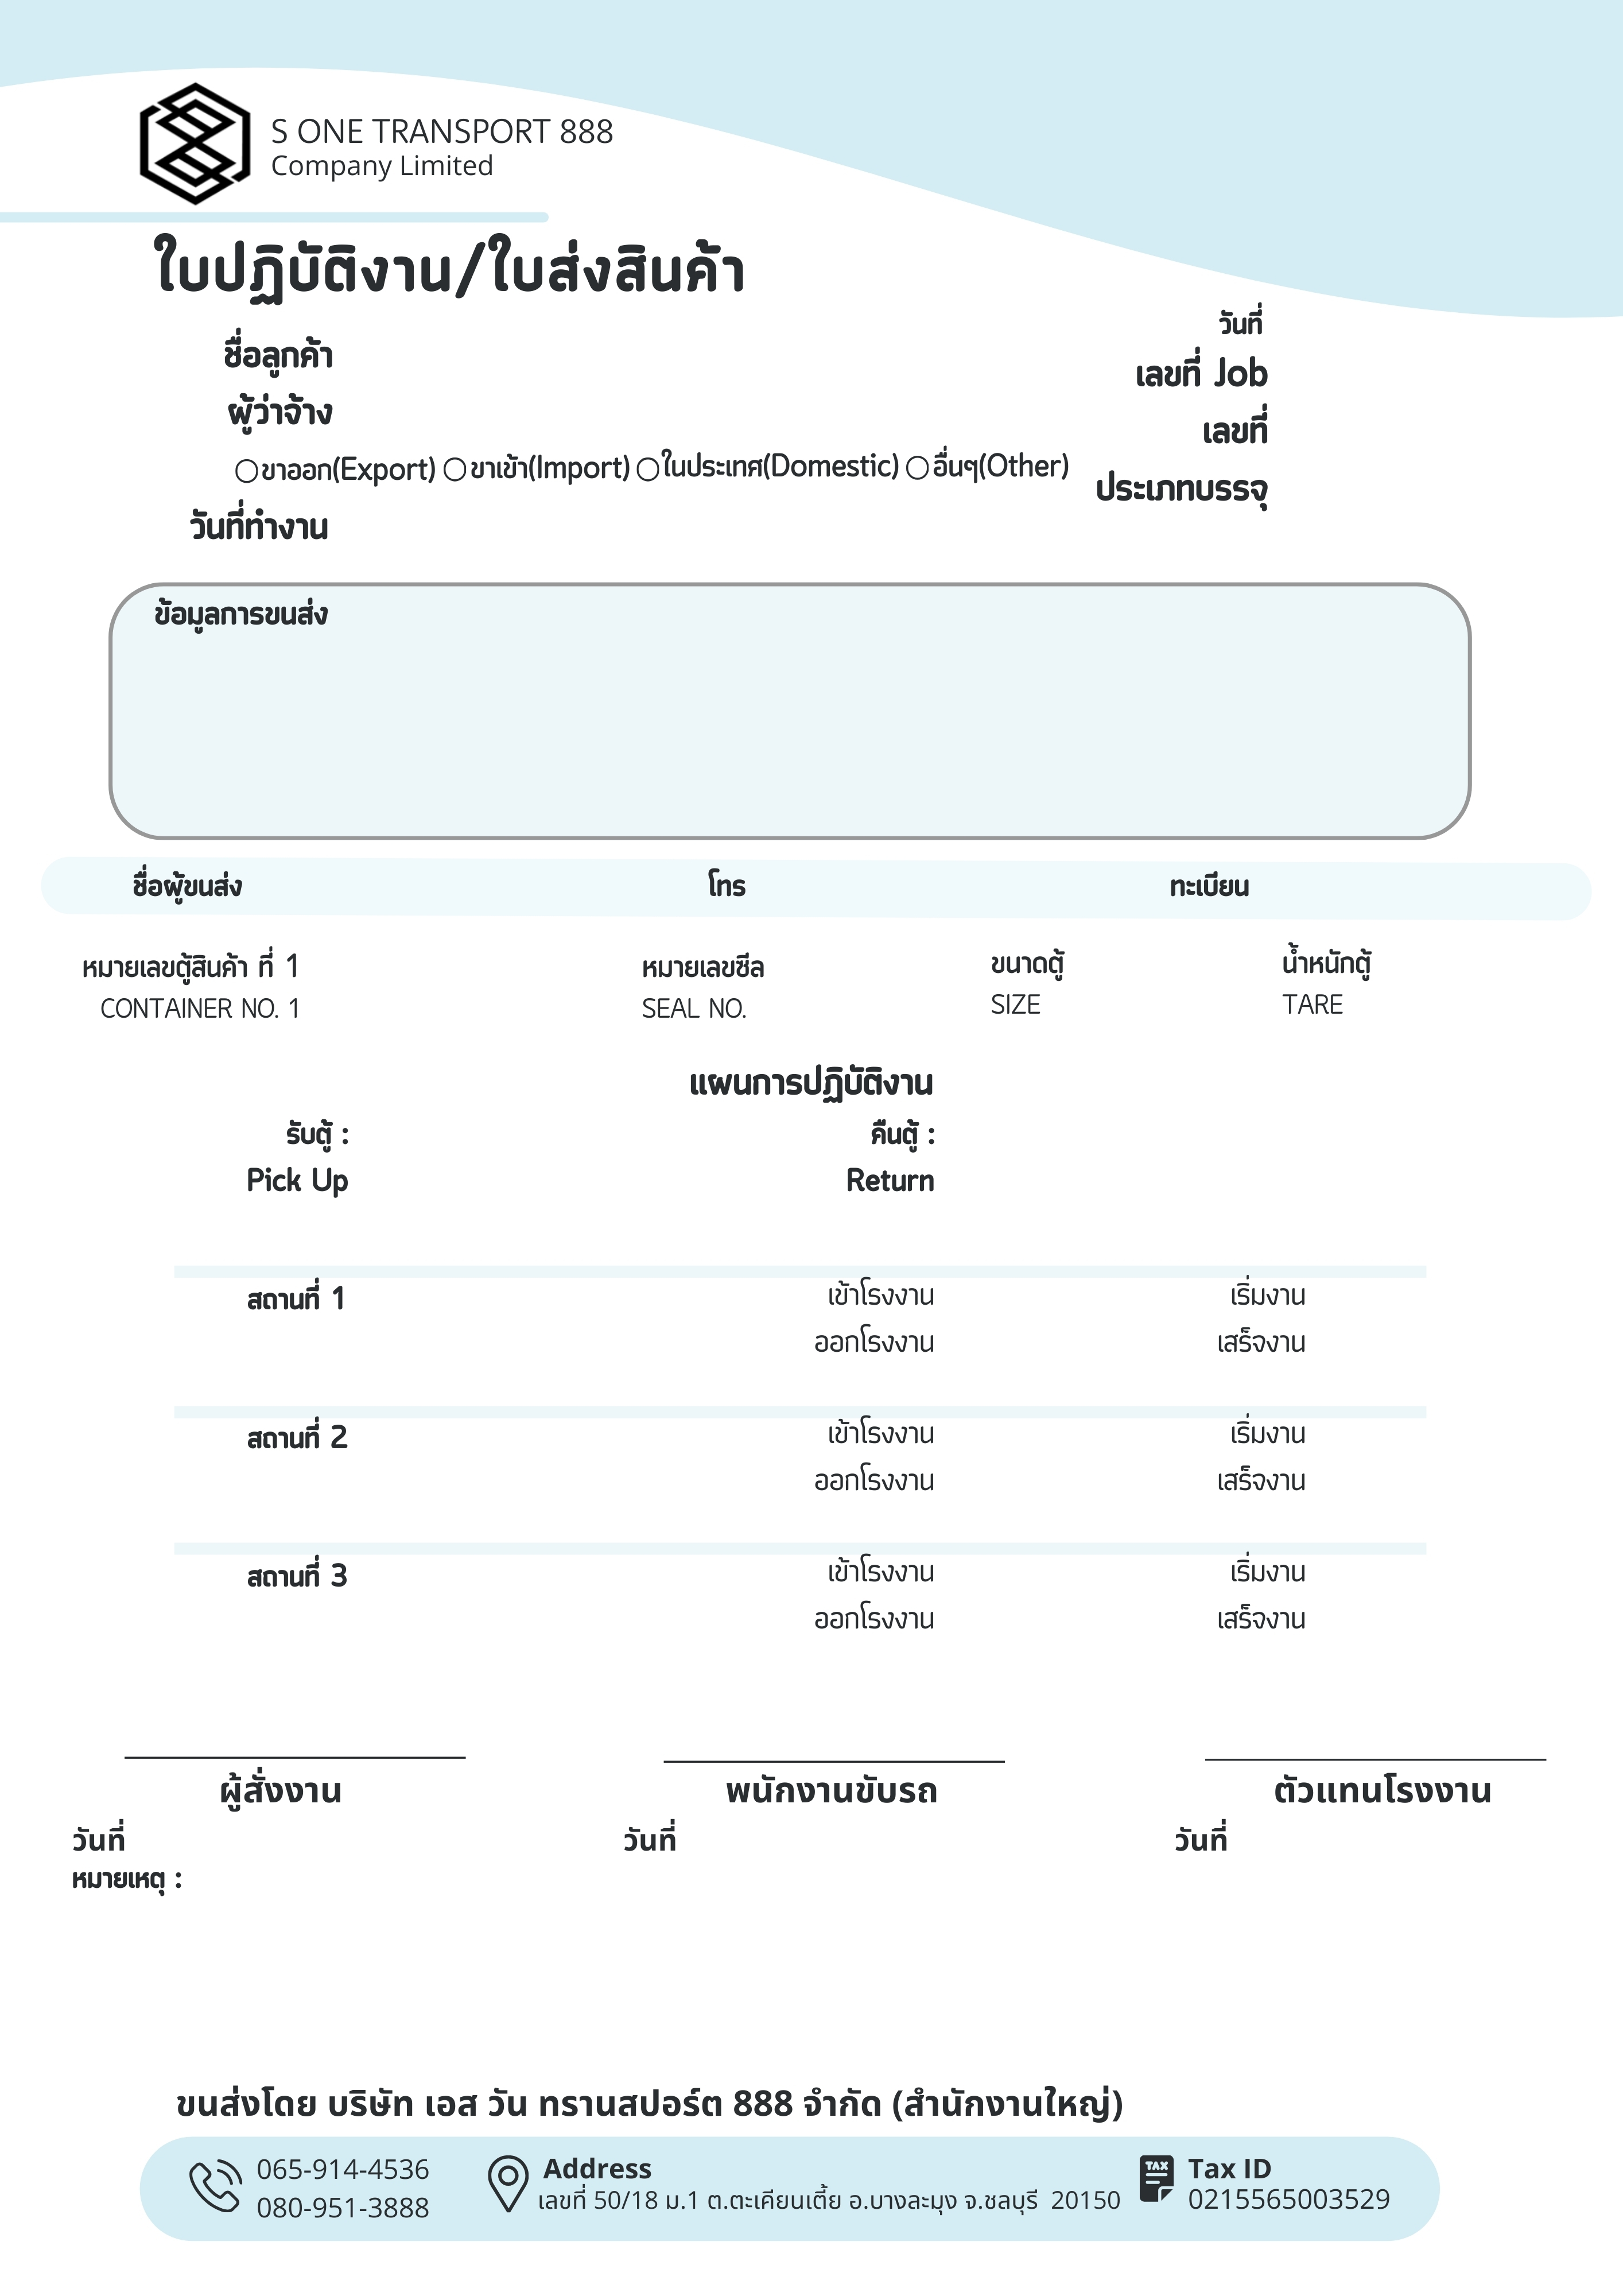 S ONE TRANSPORT 888
Company Limited
ใบปฏิบัติงาน/ใบส่งสินค้า
วันที่
ชื่อลูกค้า
เลขที่ Job
ผู้ว่าจ้าง
เลขที่
ขาออก(Export) ขาเข้า(Import) ในประเทศ(Domestic) อื่นๆ(Other)
ประเภทบรรจุ
วันที่ทำงาน
ข้อมูลการขนส่ง
ชื่อผู้ขนส่ง โทร ทะเบียน
หมายเลขตู้สินค้า ที่ 1 หมายเลขซีล ขนาดตู้ น้ำหนักตู้
CONTAINER NO. 1 SEAL NO. SIZE TARE
แผนการปฏิบัติงาน
รับตู้ : คืนตู้ :
Pick Up Return
สถานที่ 1 เข้าโรงงาน เริ่มงาน
ออกโรงงาน เสร็จงาน
สถานที่ 2 เข้าโรงงาน เริ่มงาน
ออกโรงงาน เสร็จงาน
สถานที่ 3 เข้าโรงงาน เริ่มงาน
ออกโรงงาน เสร็จงาน
ผู้สั่งงาน พนักงานขับรถ ตัวแทนโรงงาน
วันที่ วันที่ วันที่
หมายเหตุ :
ขนส่งโดย บริษัท เอส วัน ทรานสปอร์ต 888 จำกัด (สำนักงานใหญ่)
065-914-4536 Address TAX Tax ID
080-951-3888 เลขที่ 50/18 ม.1 ต.ตะเคียนเตี้ย อ.บางละมุง จ.ชลบุรี 20150 0215565003529